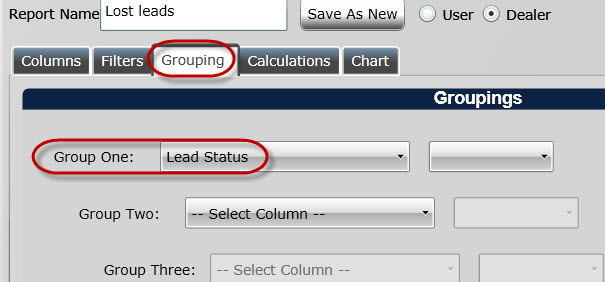 Report Name Lost leads Save As New User Dealer
Columns Filters Grouping Calculations Chart
Groupings
Group One: Lead Status
Group Two: -- Select Column --
Group Three: -- Select Column --